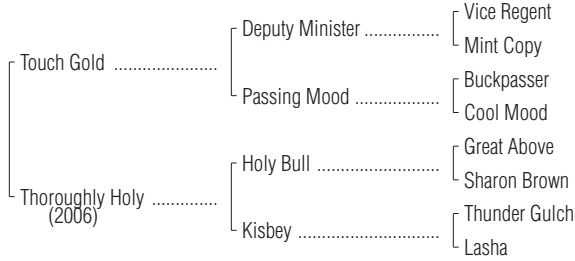 Vice Regent
Deputy Minister ..................
Mint Copy
Touch Gold .......................
Buckpasser
Passing Mood ....................
Cool Mood
Great Above
Holy Bull ............................
Sharon Brown
Thoroughly Holy ...............
(2006)
Thunder Gulch
Kisbey ................................
Lasha